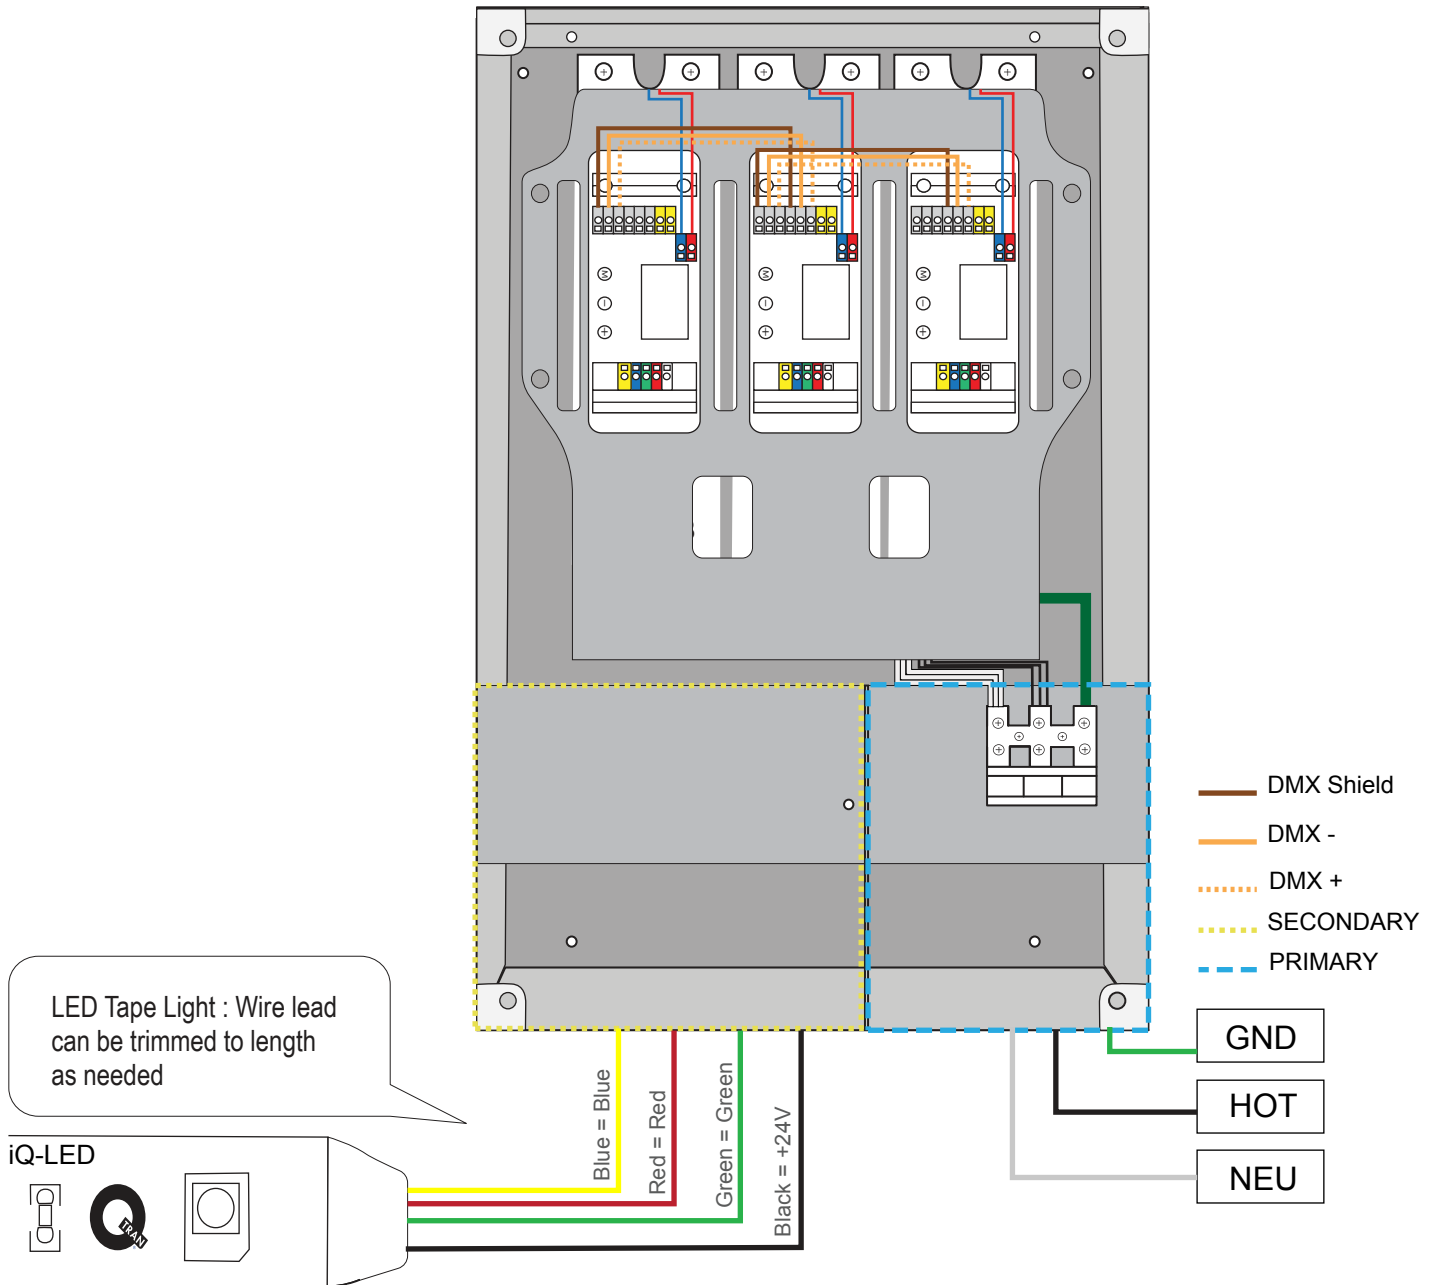 DMX Shield
DMX -
DMX +
SECONDARY
PRIMARY
GND
HOT
NEU
LED Tape Light : Wire lead
can be trimmed to length
as needed
Blue = Blue
Red = Red
Green = Green
Black = +24V
iQ-LED
Q
TRAN
M
M
M